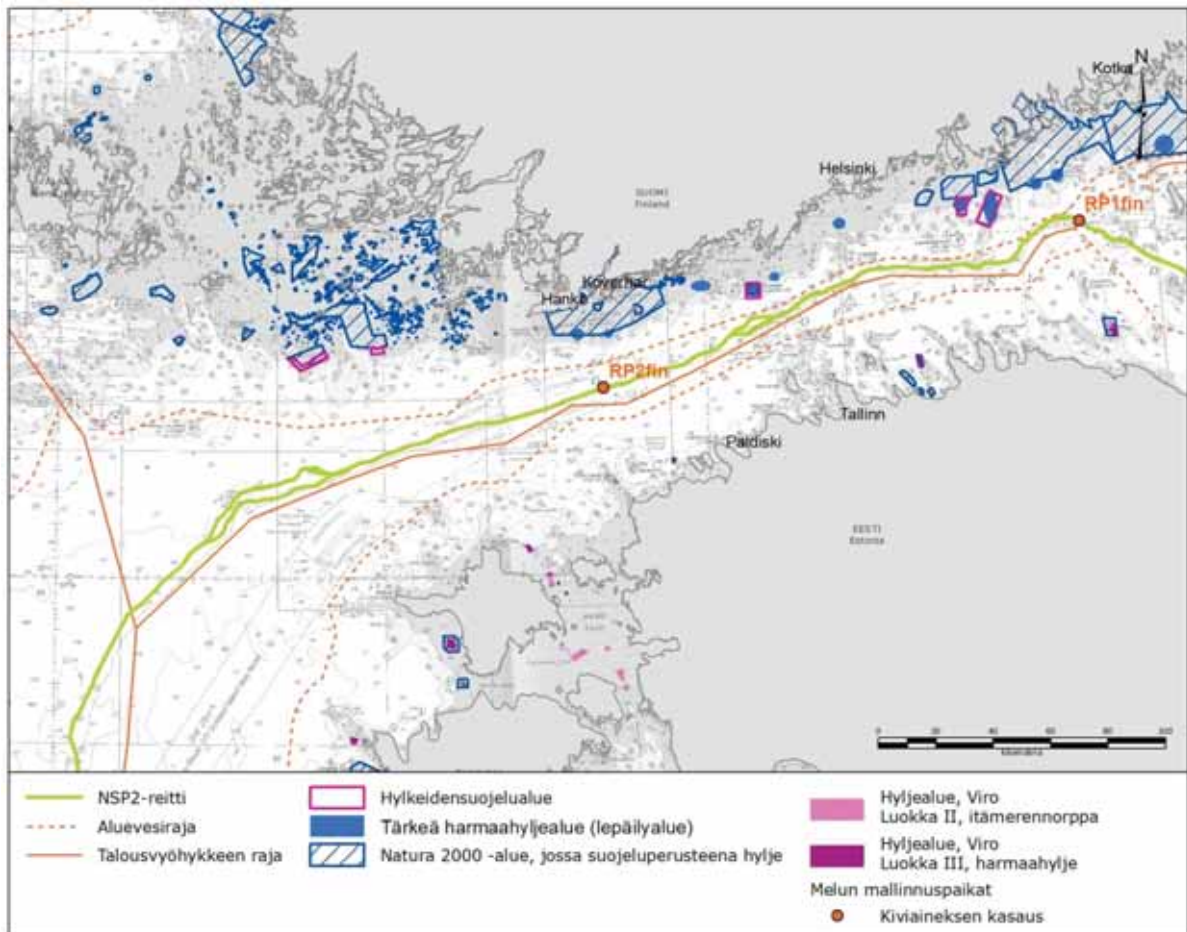 Kotka
N
Helsinki
SUOMI
Finland
RP1fin
Koverhar
Hanko
RP2fin
Tallinn
Paldiski
EESTI
Estonia
0 20 40 60 80 100
Kilometriä
NSP2-reitti
Aluevesiraja
Talousvyöhykkeen raja
Hylkeidensuojelualue
Tärkeä harmaahyljealue (lepäilyalue)
Natura 2000 -alue, jossa suojeluperusteena hylje
Hyljealue, Viro
Luokka II, itämerennorppa
Hyljealue, Viro
Luokka III, harmaahylje
Melun mallinnuspaikat
Kiviaineksen kasaus